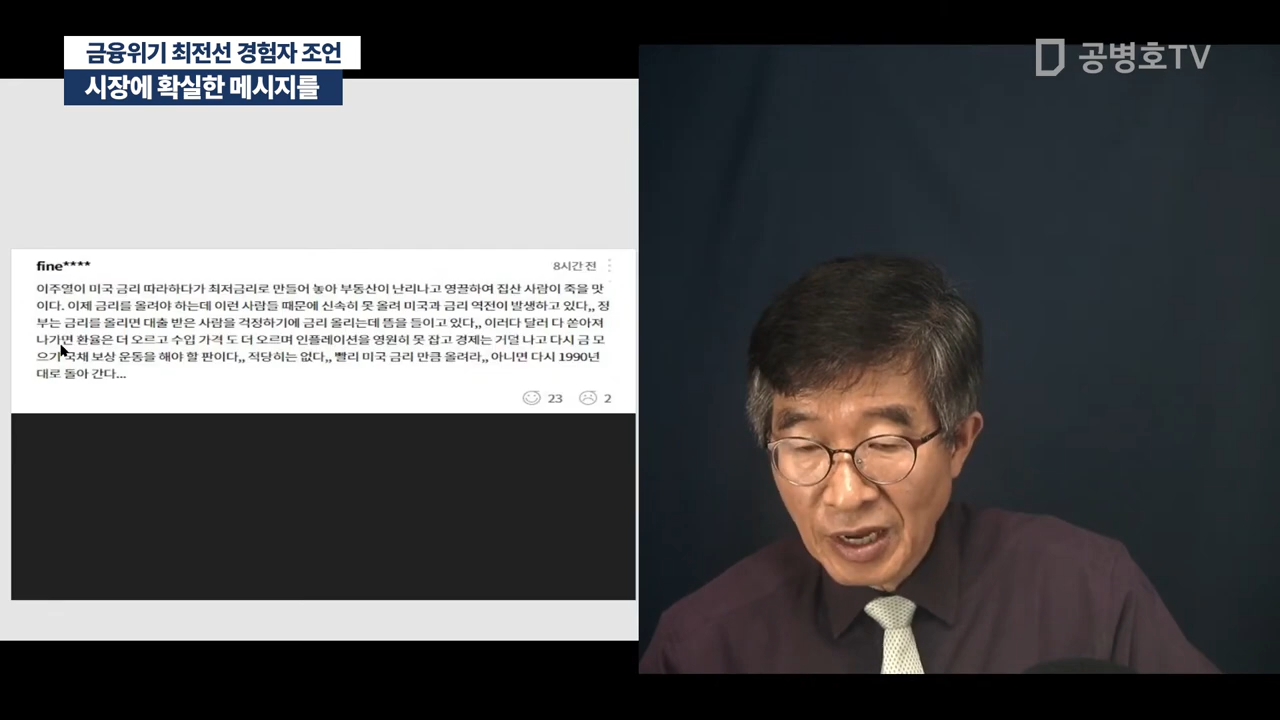 금융위기 최전선 경험자 조언
시장에 확실한 메시지를
공병호TV
fine****
8시간 전
이주열이 미국 금리 따라하다가 최저금리로 만들어 놓아 부동산이 난리나고 영끌하여 집산 사람이 죽을 맛
이다. 이제 금리를 올려야 하는데 이런 사람들 때문에 신속히 못 올려 미국과 금리 역전이 발생하고 있다,, 정
부는 금리를 올리면 대출 받은 사람을 걱정하기에 금리 올리는데 뜸을 들이고 있다,, 이러다 달러 다 쏟아져
나가면 환율은 더 오르고 수입 가격 도 더 오르며 인플레이션을 영원히 못 잡고 경제는 거덜 나고 다시 금 모
으기 국채 보상 운동을 해야 할 판이다,, 적당히는 없다,, 빨리 미국 금리 만큼 올려라,, 아니면 다시 1990년
대로 돌아 간다...
23
2